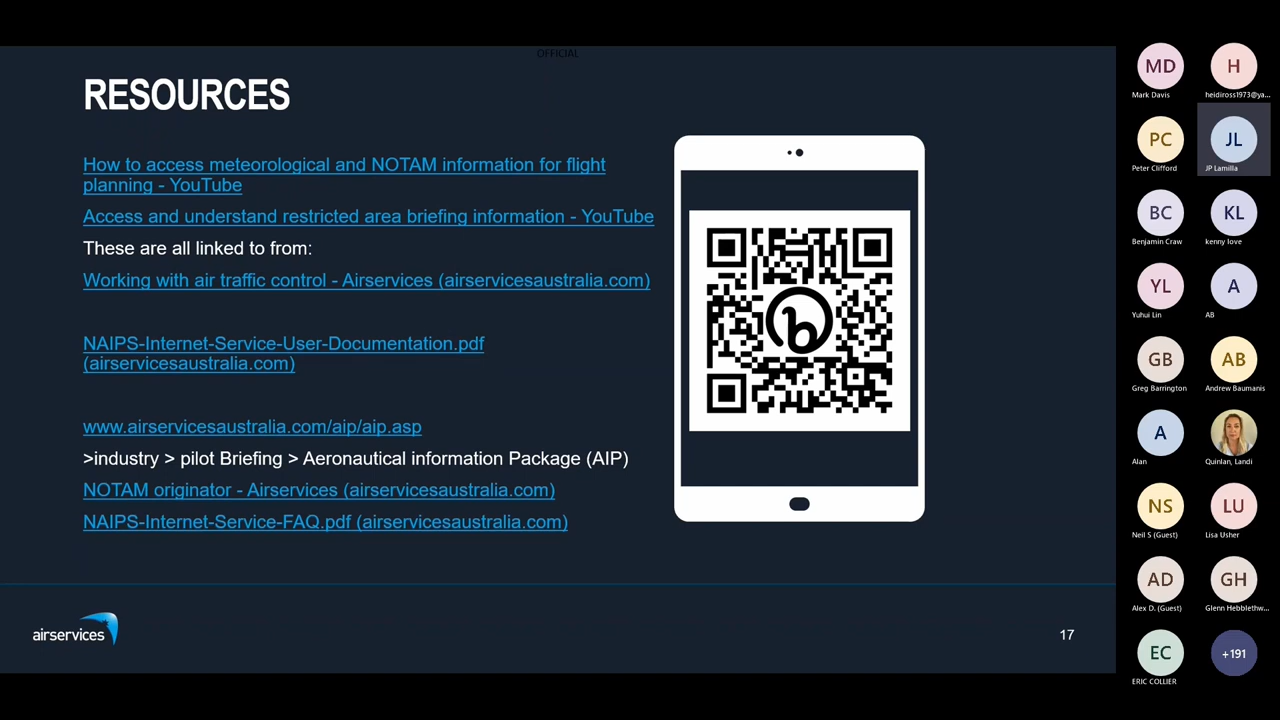 OFFICIAL
RESOURCES
How to access meteorological and NOTAM information for flight
planning - YouTube
Access and understand restricted area briefing information - YouTube
These are all linked to from:
Working with air traffic control - Airservices (airservicesaustralia.com)
NAIPS-Internet-Service-User-Documentation.pdf
(airservicesaustralia.com)
www.airservicesaustralia.com/aip/aip.asp
>industry > pilot Briefing > Aeronautical information Package (AIP)
NOTAM originator - Airservices (airservicesaustralia.com)
NAIPS-Internet-Service-FAQ.pdf (airservicesaustralia.com)
b
airservices
17
MD
Mark Davis
H
heidiross1973@ya...
PC
Peter Clifford
JL
JP Lamilla
BC
Benjamin Craw
KL
kenny love
YL
Yuhui Lin
A
AB
GB
Greg Barrington
AB
Andrew Baumanis
A
Alan
Quinlan, Landi
NS
Neil S (Guest)
LU
Lisa Usher
AD
Alex D. (Guest)
GH
Glenn Hebblethw...
EC
ERIC COLLIER
+191